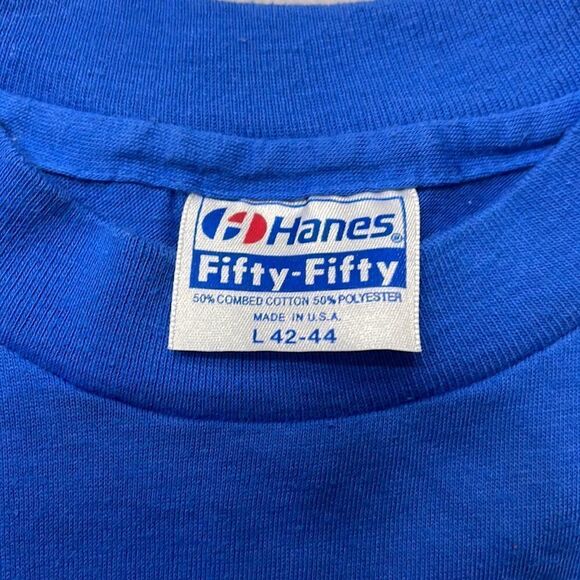 Hanes®
Fifty-Fifty
50% COMBED COTTON 50% POLYESTER
MADE IN U.S.A.
L 42-44